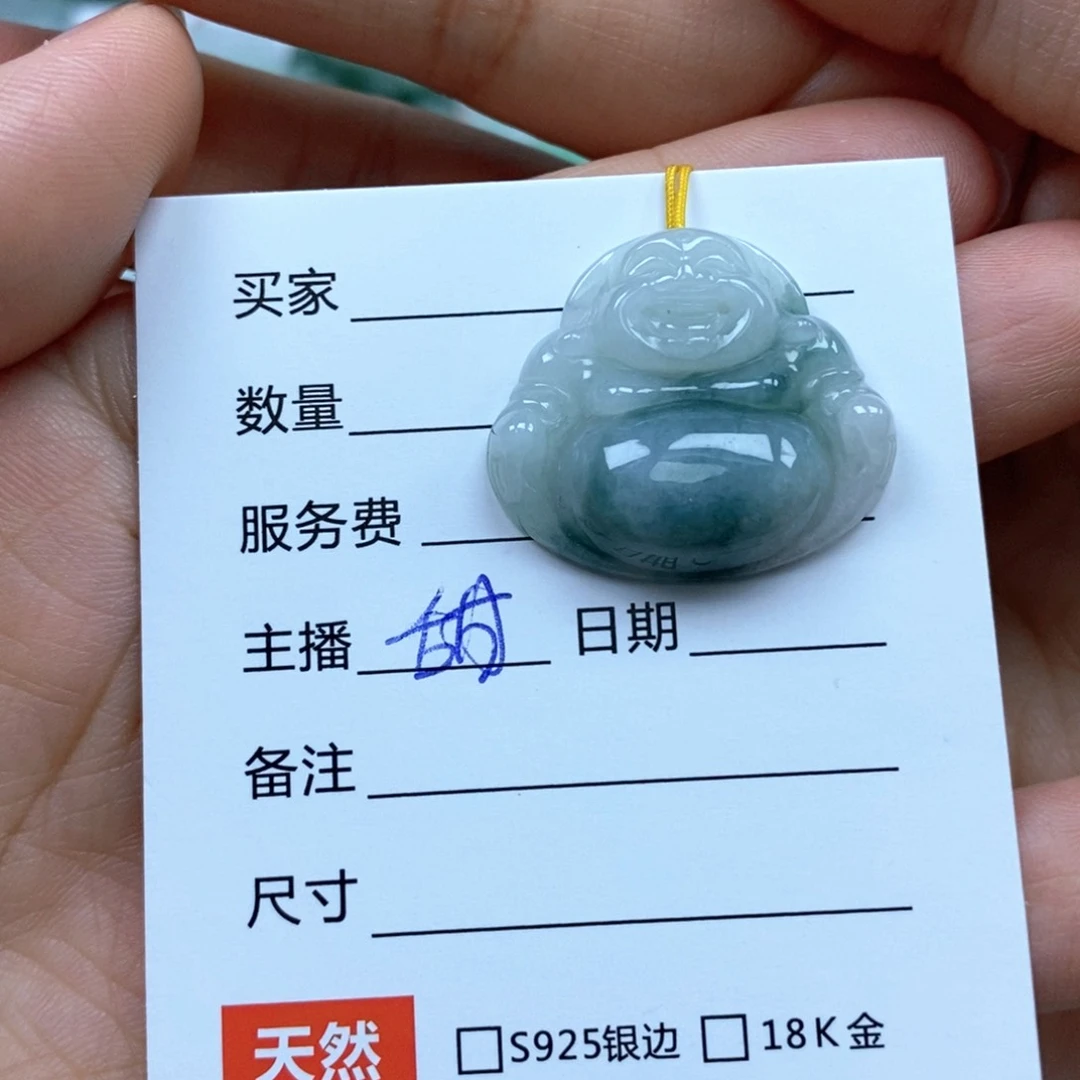 买家
数量
服务费
主播 甜 日期
备注
尺寸
天然 □S925银边 □18K金